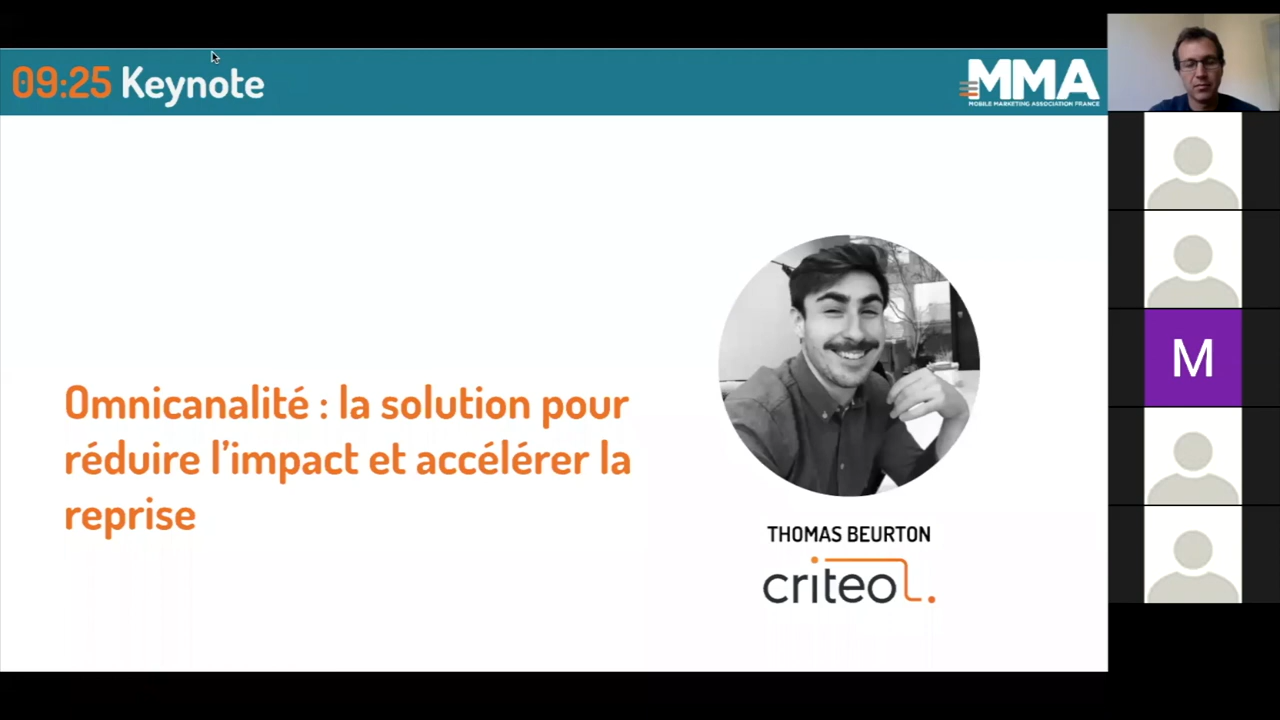 09:25 Keynote
MMA
MOBILE MARKETING ASSOCIATION FRANCE
Omnicanalité : la solution pour
réduire l'impact et accélérer la
reprise
THOMAS BEURTON
criteo.
M